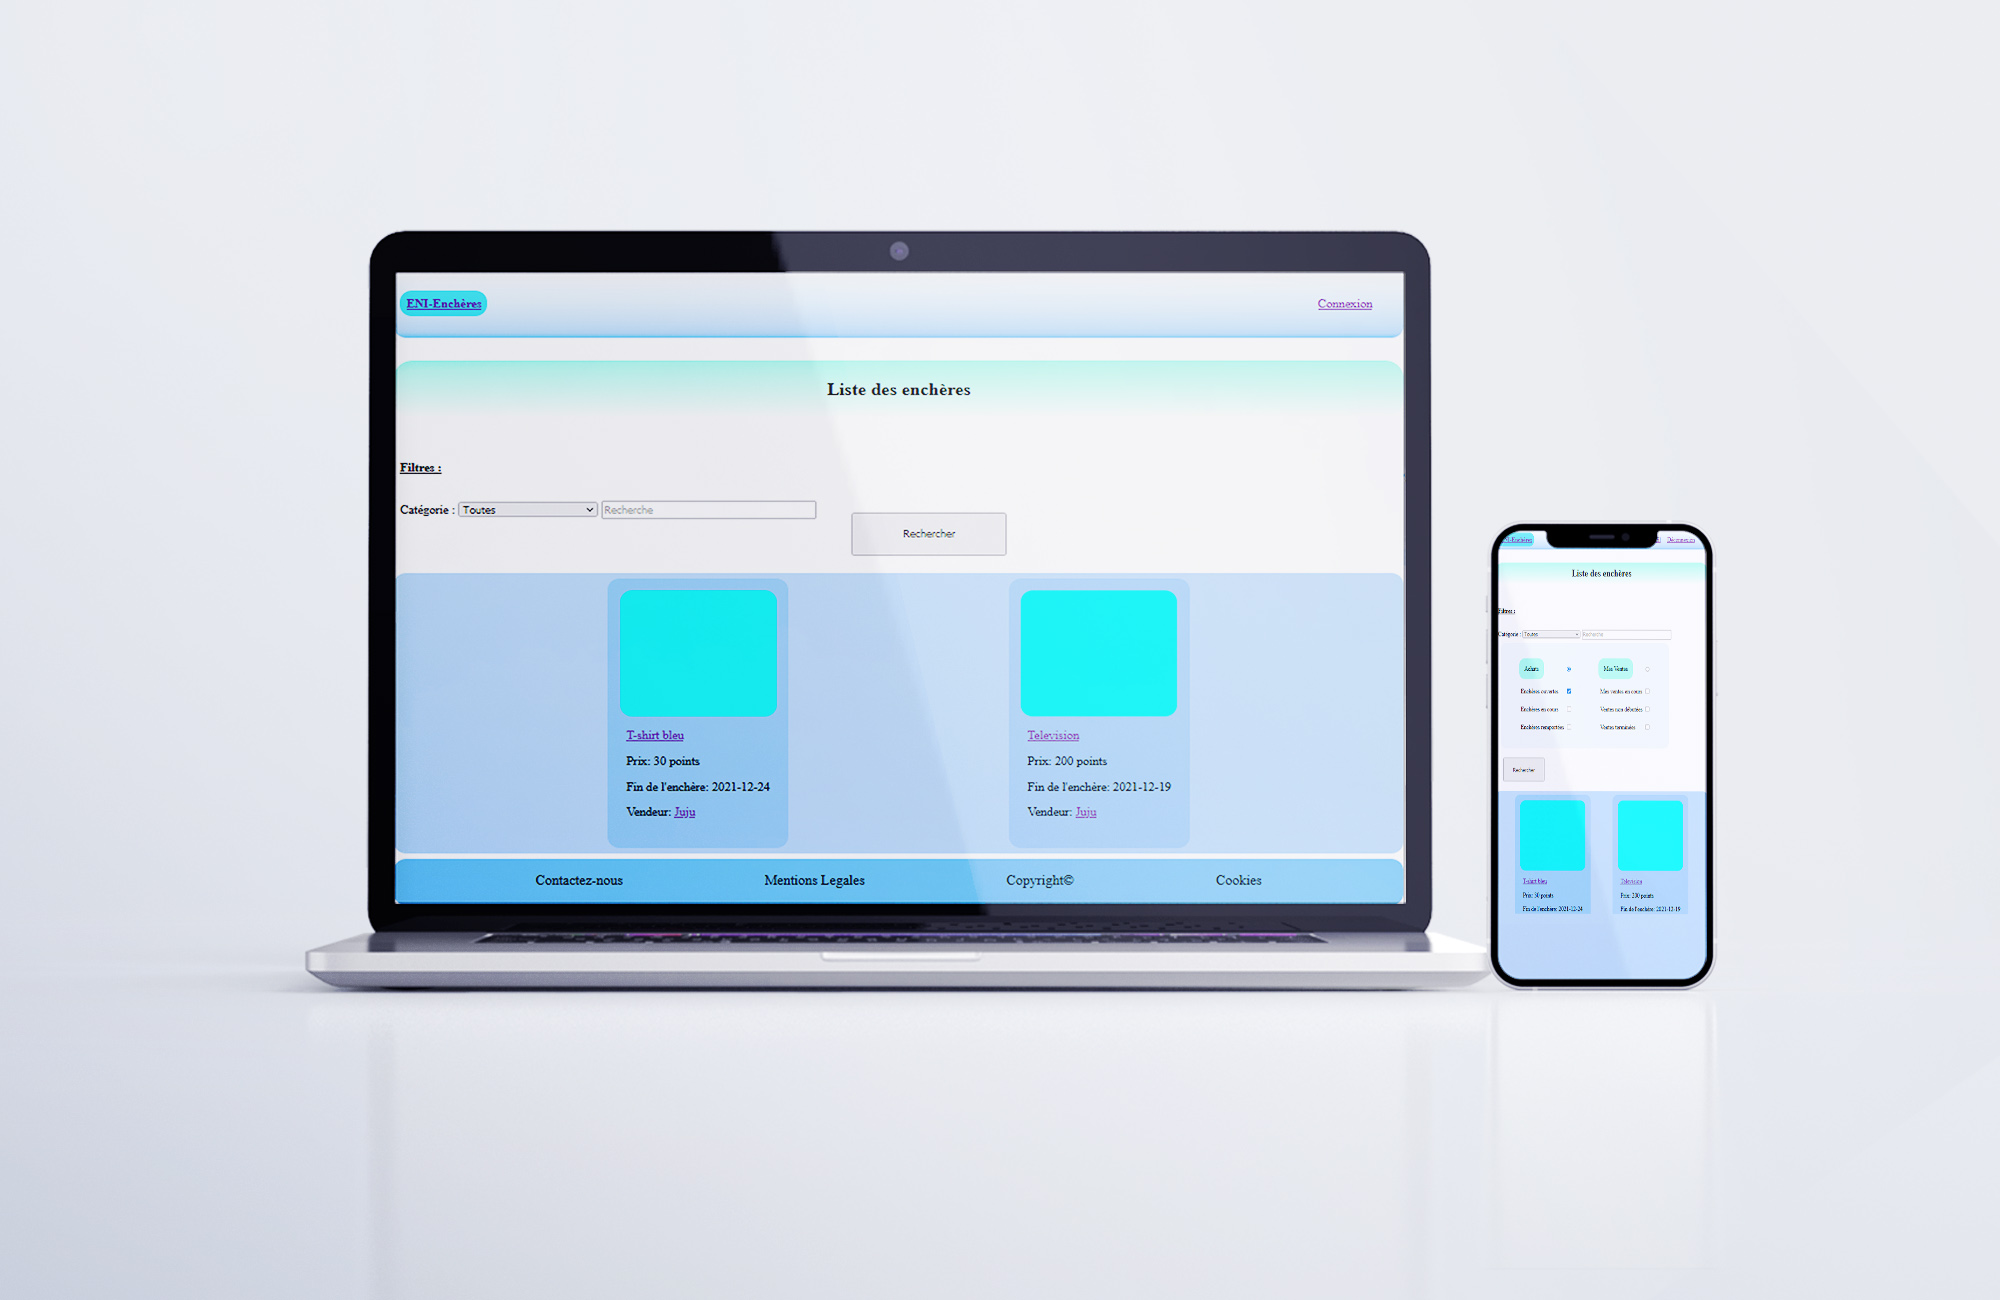 ENI-Enchères
Connexion
Liste des enchères
Filtres :
Catégorie : Toutes Recherche
Rechercher
T-shirt bleu
Prix: 30 points
Fin de l'enchère: 2021-12-24
Vendeur: Juju
Television
Prix: 200 points
Fin de l'enchère: 2021-12-19
Vendeur: Juju
Contactez-nous
Mentions Legales
Copyright©
Cookies
Déconnexion
Liste des enchères
Filtres :
Catégorie : Toutes Recherche
Achats
Mes Ventes
Enchères ouvertes
Mes ventes en cours
Enchères en cours
Ventes non débutées
Enchères remportées
Ventes terminées
Rechercher
T-shirt bleu
Prix: 30 points
Fin de l'enchère: 2021-12-24
Television
Prix: 200 points
Fin de l'enchère: 2021-12-19